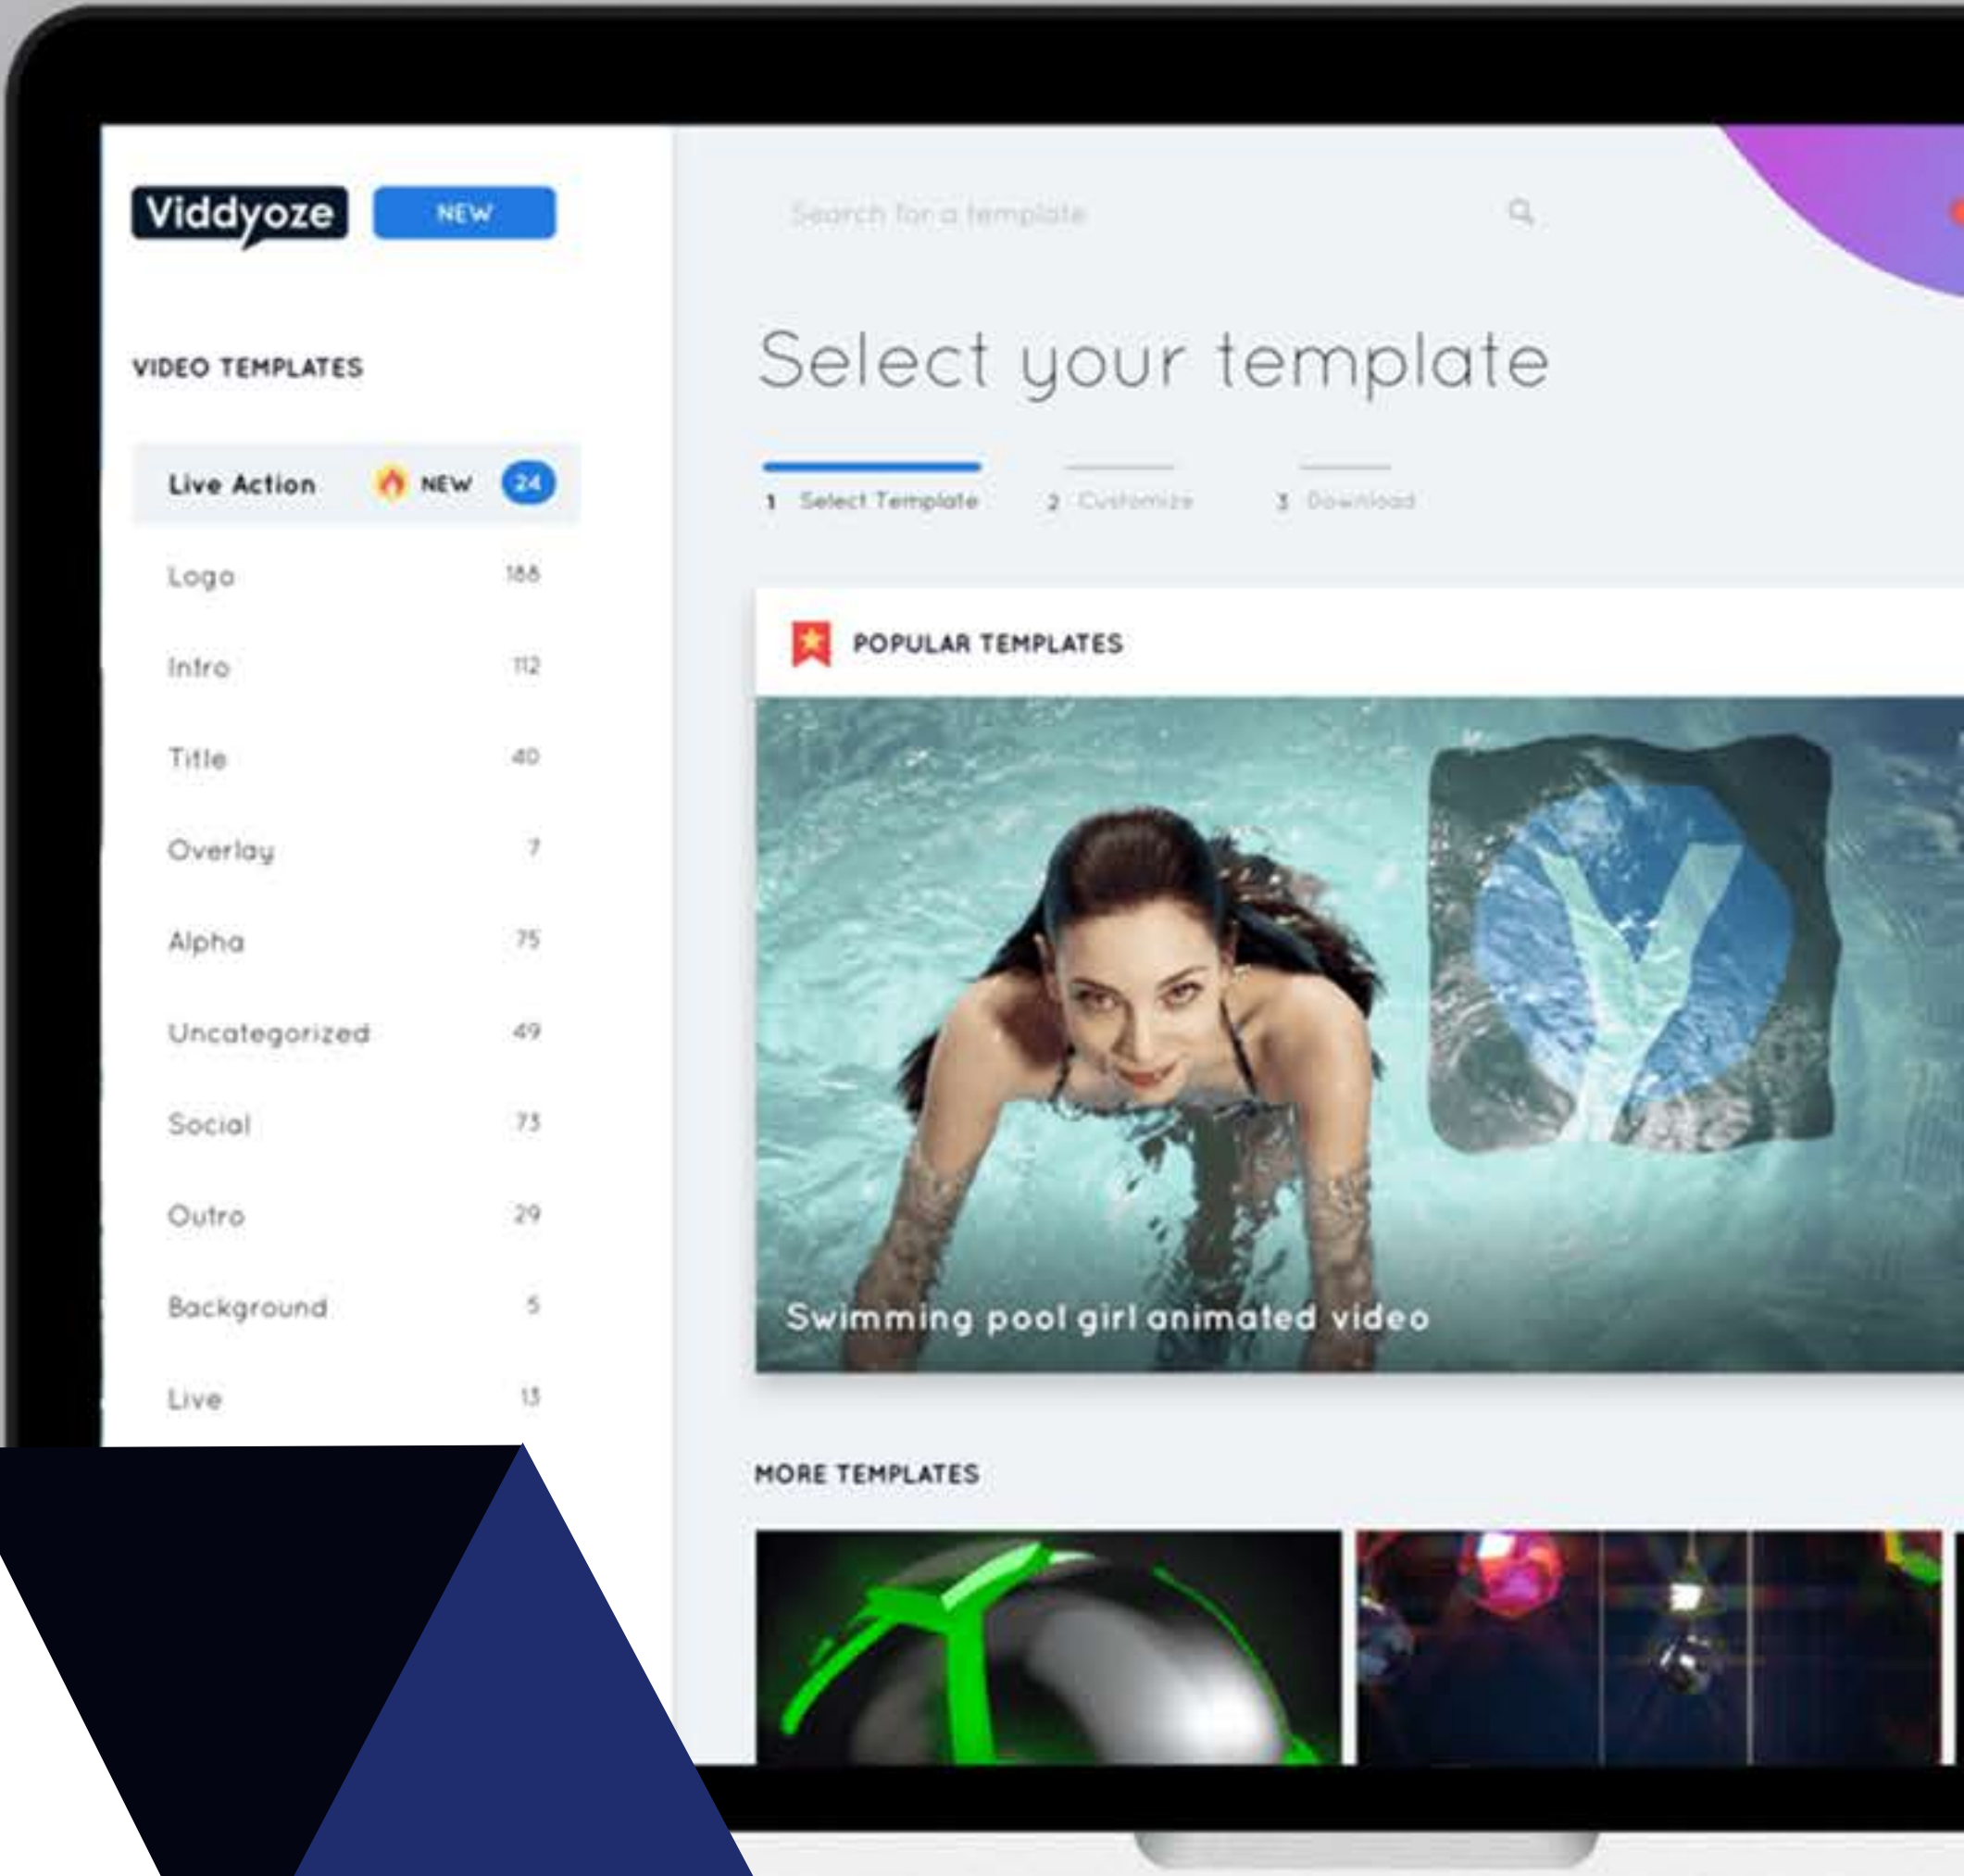 Viddyoze NEW
VIDEO TEMPLATES
Live Action NEW 24
Logo 188
Intro 112
Title 40
Overlay 7
Alpha 75
Uncategorized 49
Social 73
Outro 29
Background 5
Live 13
Search for a template
Select your template
1 Select Template 2 Customize 3 Download
POPULAR TEMPLATES
Swimming pool girl animated video
MORE TEMPLATES